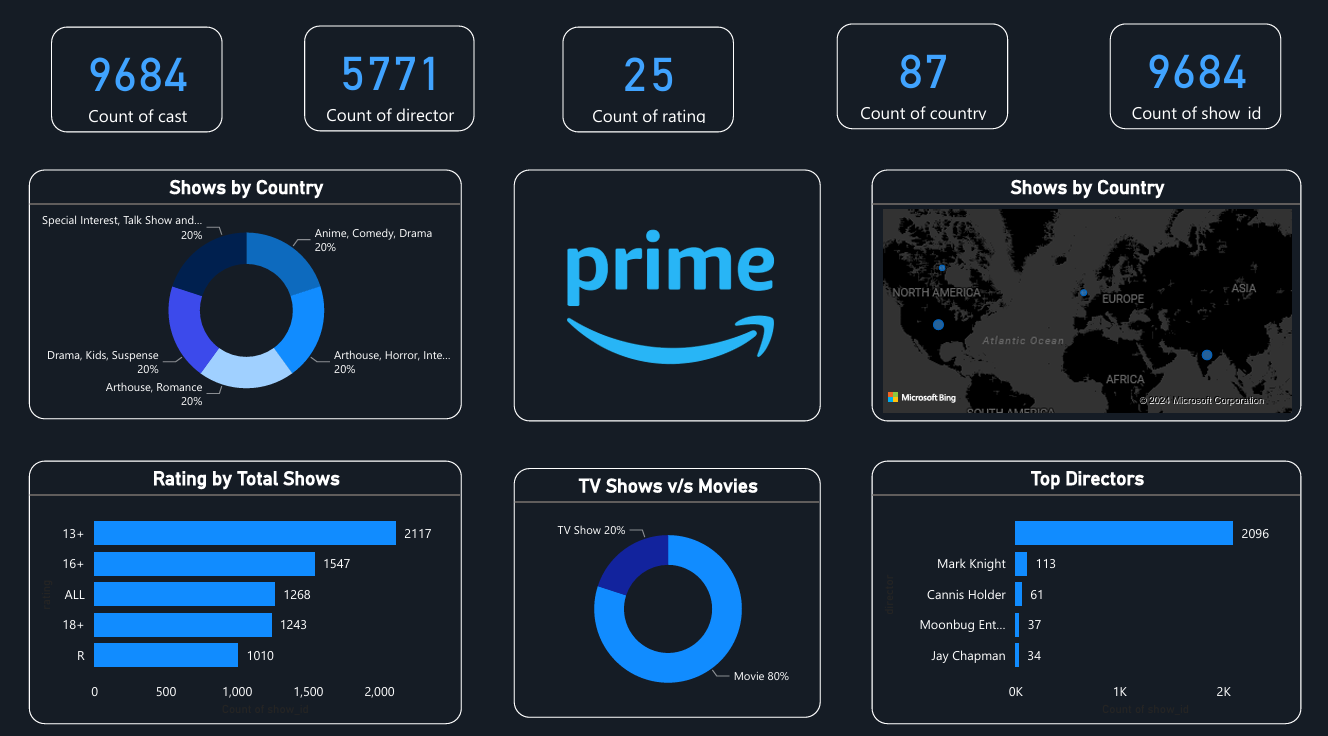 9684
Count of cast
5771
Count of director
25
Count of rating
87
Count of country
9684
Count of show_id
Shows by Country
Special Interest, Talk Show and...
20%
Anime, Comedy, Drama
20%
Drama, Kids, Suspense
20%
Arthouse, Horror, Inte...
20%
Arthouse, Romance
20%
prime
Shows by Country
NORTH AMERICA
EUROPE
ASIA
Atlantic Ocean
AFRICA
SOUTH AMERICA
Microsoft Bing
© 2024 Microsoft Corporation
Rating by Total Shows
rating
13+ 2117
16+ 1547
ALL 1268
18+ 1243
R 1010
0 500 1,000 1,500 2,000
Count of show_id
TV Shows v/s Movies
TV Show 20%
Movie 80%
Top Directors
director
2096
Mark Knight 113
Cannis Holder 61
Moonbug Ent... 37
Jay Chapman 34
0K 1K 2K
Count of show_id